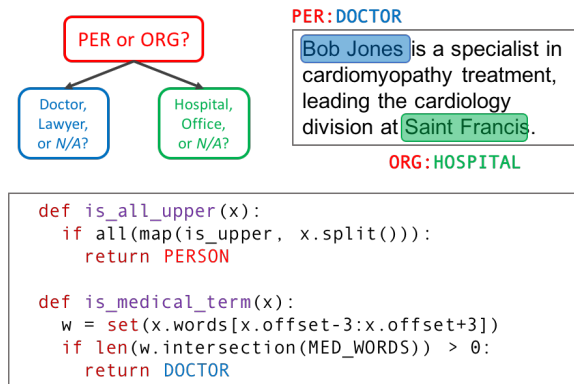 PER or ORG?
Doctor,
Lawyer,
or N/A?
Hospital,
Office,
or N/A?
PER:DOCTOR
Bob Jones is a specialist in
cardiomyopathy treatment,
leading the cardiology
division at Saint Francis.
ORG:HOSPITAL
def is_all_upper(x):
  if all(map(is_upper, x.split())):
    return PERSON
def is_medical_term(x):
  w = set(x.words[x.offset-3:x.offset+3])
  if len(w.intersection(MED_WORDS)) > 0:
    return DOCTOR